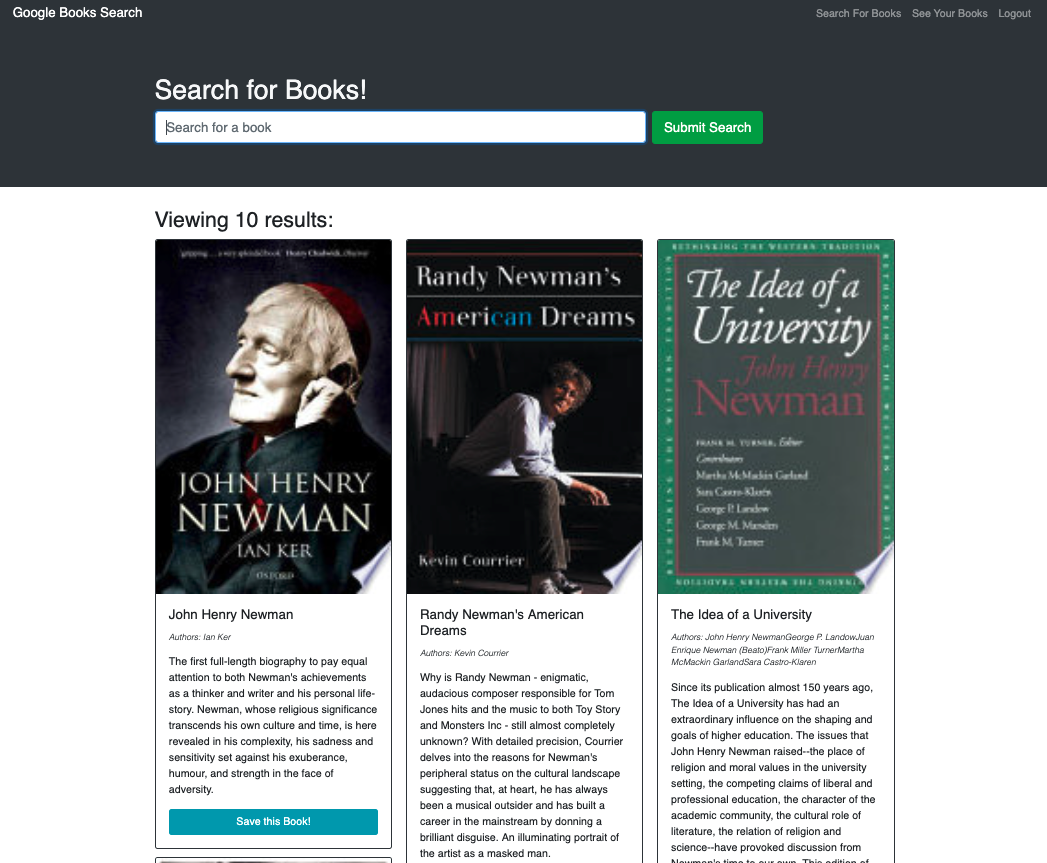 Google Books Search
Search For Books
See Your Books
Logout
Search for Books!
Search for a book
Submit Search
Viewing 10 results:
JOHN HENRY
NEWMAN
IAN KER
OXFORD
John Henry Newman
Authors: Ian Ker
The first full-length biography to pay equal
attention to both Newman's achievements
as a thinker and writer and his personal life-
story. Newman, whose religious significance
transcends his own culture and time, is here
revealed in his complexity, his sadness and
sensitivity set against his exuberance,
humour, and strength in the face of
adversity.
Save this Book!
Randy Newman's
American Dreams
Kevin Courrier
Randy Newman's American
Dreams
Authors: Kevin Courrier
Why is Randy Newman - enigmatic,
audacious composer responsible for Tom
Jones hits and the music to both Toy Story
and Monsters Inc - still almost completely
unknown? With detailed precision, Courrier
delves into the reasons for Newman's
peripheral status on the cultural landscape
suggesting that, at heart, he has always
been a musical outsider and has built a
career in the mainstream by donning a
brilliant disguise. An illuminating portrait of
the artist as a masked man.
RETHINKING THE WESTERN TRADITION
The Idea of a
University
John Henry
Newman
FRANK M. TURNER, Editor
Contributors
Martha McMackin Garland
Sara Castro-Klarén
George P. Landow
George M. Marsden
Frank M. Turner
The Idea of a University
Authors: John Henry NewmanGeorge P. LandowJuan
Enrique Newman (Beato)Frank Miller TurnerMartha
McMackin GarlandSara Castro-Klaren
Since its publication almost 150 years ago,
The Idea of a University has had an
extraordinary influence on the shaping and
goals of higher education. The issues that
John Henry Newman raised--the place of
religion and moral values in the university
setting, the competing claims of liberal and
professional education, the character of the
academic community, the cultural role of
literature, the relation of religion and
science--have provoked discussion from
Newman's time to our own. This edition of